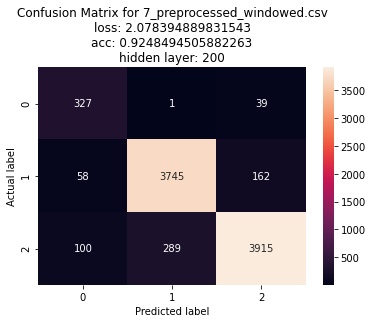 Confusion Matrix for 7_preprocessed_windowed.csv
loss: 2.078394889831543
acc: 0.9248494505882263
hidden layer: 200
0 327 1 39
1 58 3745 162
2 100 289 3915
0 1 2
Actual label
Predicted label
3500
3000
2500
2000
1500
1000
500